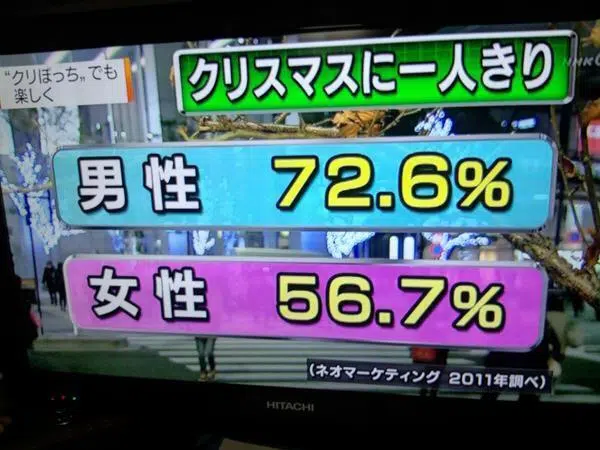 “クリぼっち„でも
楽しく
クリスマスに一人きり
NHK
男性 72.6%
女性 56.7%
(ネオマーケティング 2011年調べ)
HITACHI